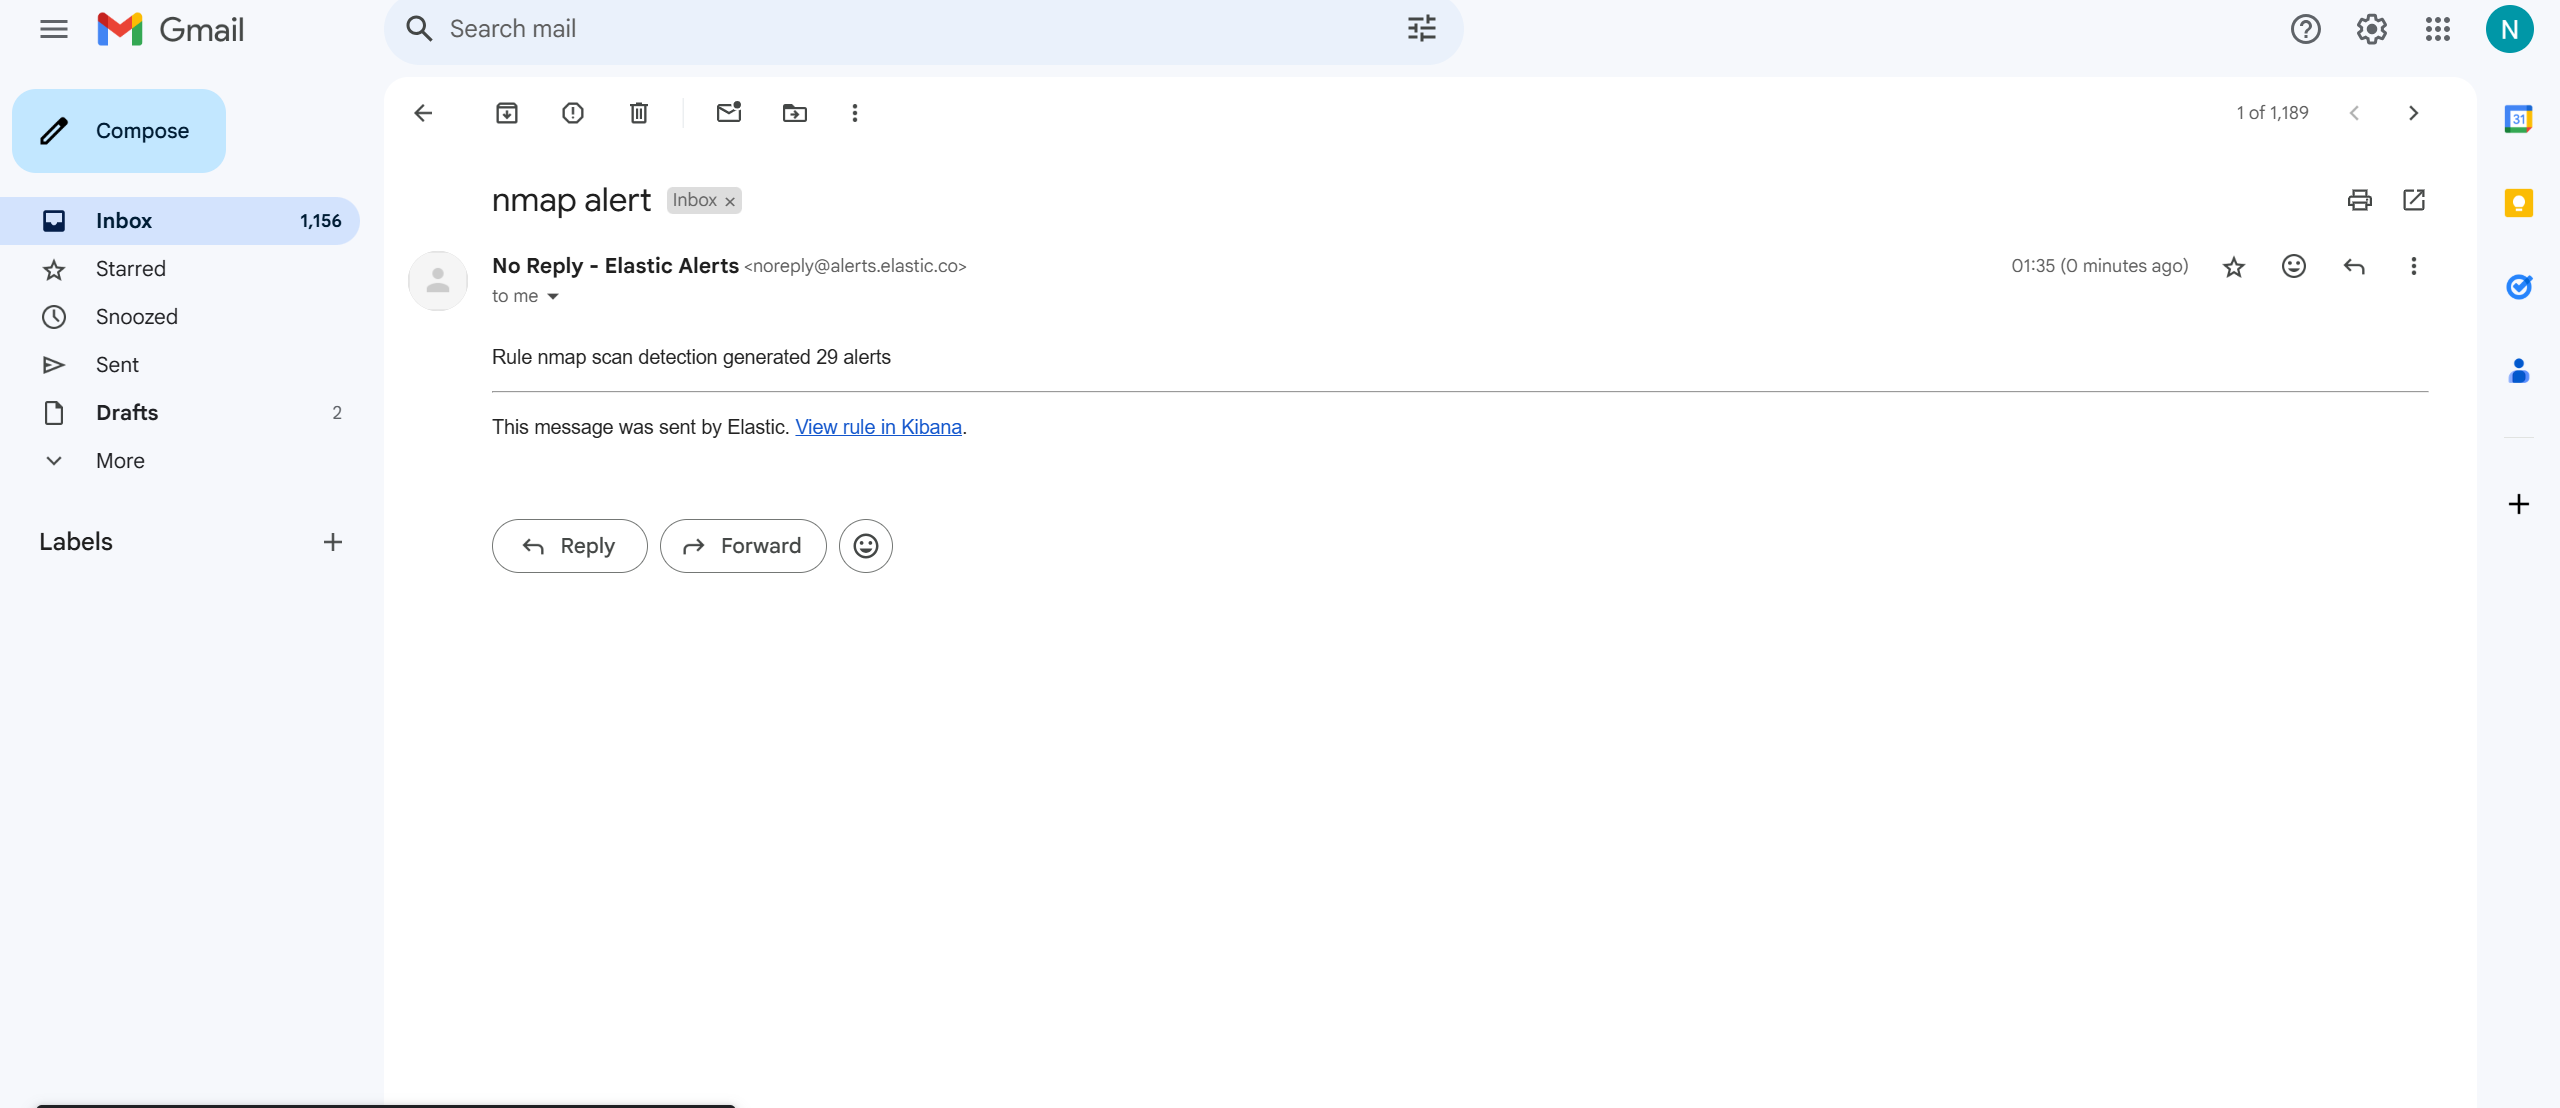 Gmail
Search mail
N
Compose
Inbox 1,156
Starred
Snoozed
Sent
Drafts 2
More
Labels
1 of 1,189
nmap alert Inbox ×
No Reply - Elastic Alerts <noreply@alerts.elastic.co> 01:35 (0 minutes ago)
to me
Rule nmap scan detection generated 29 alerts
This message was sent by Elastic. View rule in Kibana.
Reply Forward
31